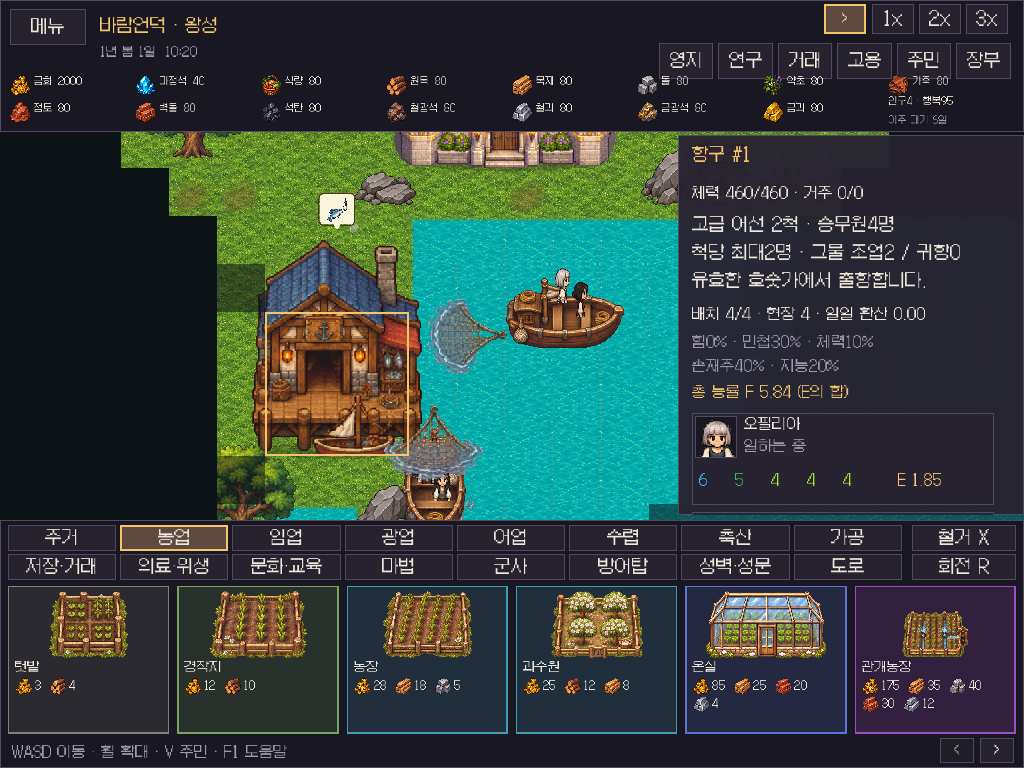 메뉴
바람언덕 · 왕성
1년 봄 1일 10:20
> 1x 2x 3x
영지 연구 거래 고용 주민 장부
금화 2000 마정석 40 식량 80 원목 80 목재 80 돌 80 약초 80 가죽 80
점토 80 벽돌 80 석탄 80 철광석 60 철괴 80 금광석 60 금괴 80
인구4 · 행복95
이주 대기 6일
항구 #1
체력 460/460 · 거주 0/0
고급 어선 2척 · 승무원4명
척당 최대2명 · 그물 조업2 / 귀항0
유효한 호숫가에서 출항합니다.
배치 4/4 · 현장 4 · 일일 환산 0.00
힘0% · 민첩30% · 체력10%
손재주40% · 지능20%
총 능률 F 5.84 (E의 합)
오필리아
일하는 중
6 5 4 4 4 E 1.85
주거 농업 임업 광업 어업 수렵 축산 가공 철거 X
저장·거래 의료·위생 문화·교육 마법 군사 방어탑 성벽·성문 도로 회전 R
텃밭
3 4
경작지
12 10
농장
28 18 5
과수원
25 12 8
온실
85 25 20
4
관개농장
175 35 40
30 12
WASD 이동 · 휠 확대 · V 주민 · F1 도움말
< >